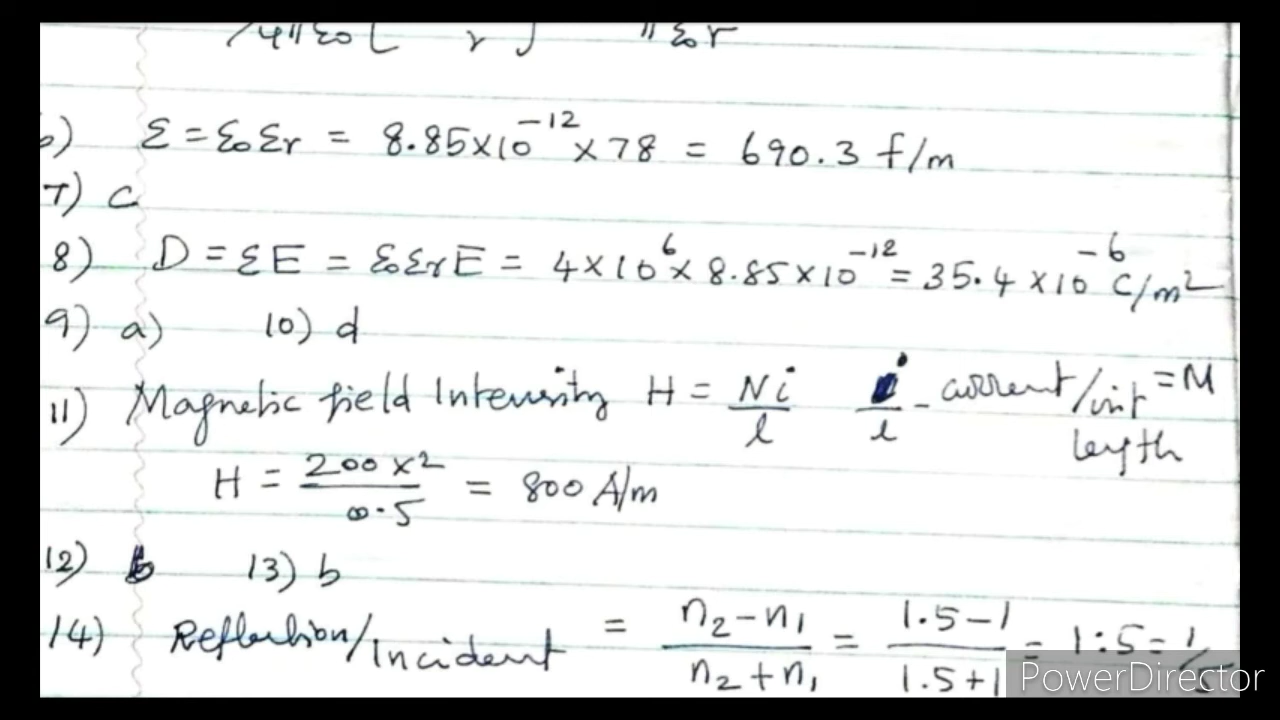 /4πε₀ [ r ] πε₀r
6) ε = ε₀εr = 8.85×10⁻¹² × 78 = 690.3 f/m
7) c
8) D = εE = ε₀εrE = 4×10⁶ × 8.85×10⁻¹² = 35.4 ×10⁻⁶ C/m²
9) a) 10) d
11) Magnetic field Intensity H = Ni/l i/l - current/unit length = M
H = 200×2/0.5 = 800 A/m
12) b 13) b
14) Reflection/Incident = n₂-n₁/n₂+n₁ = 1.5-1/1.5+1 = 1:5 = 1/5
PowerDirector